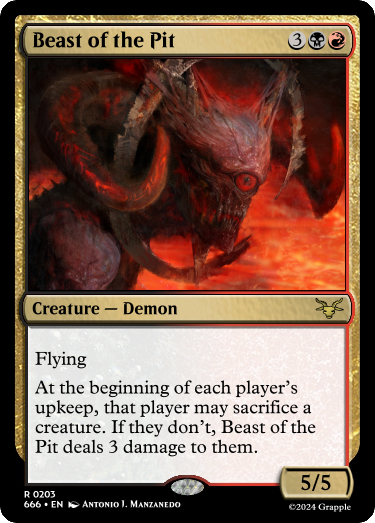 Beast of the Pit 3
Creature — Demon
Flying
At the beginning of each player's
upkeep, that player may sacrifice a
creature. If they don't, Beast of the
Pit deals 3 damage to them.
5/5
R 0203
666 • EN Antonio J. Manzanedo
©2024 Grapple